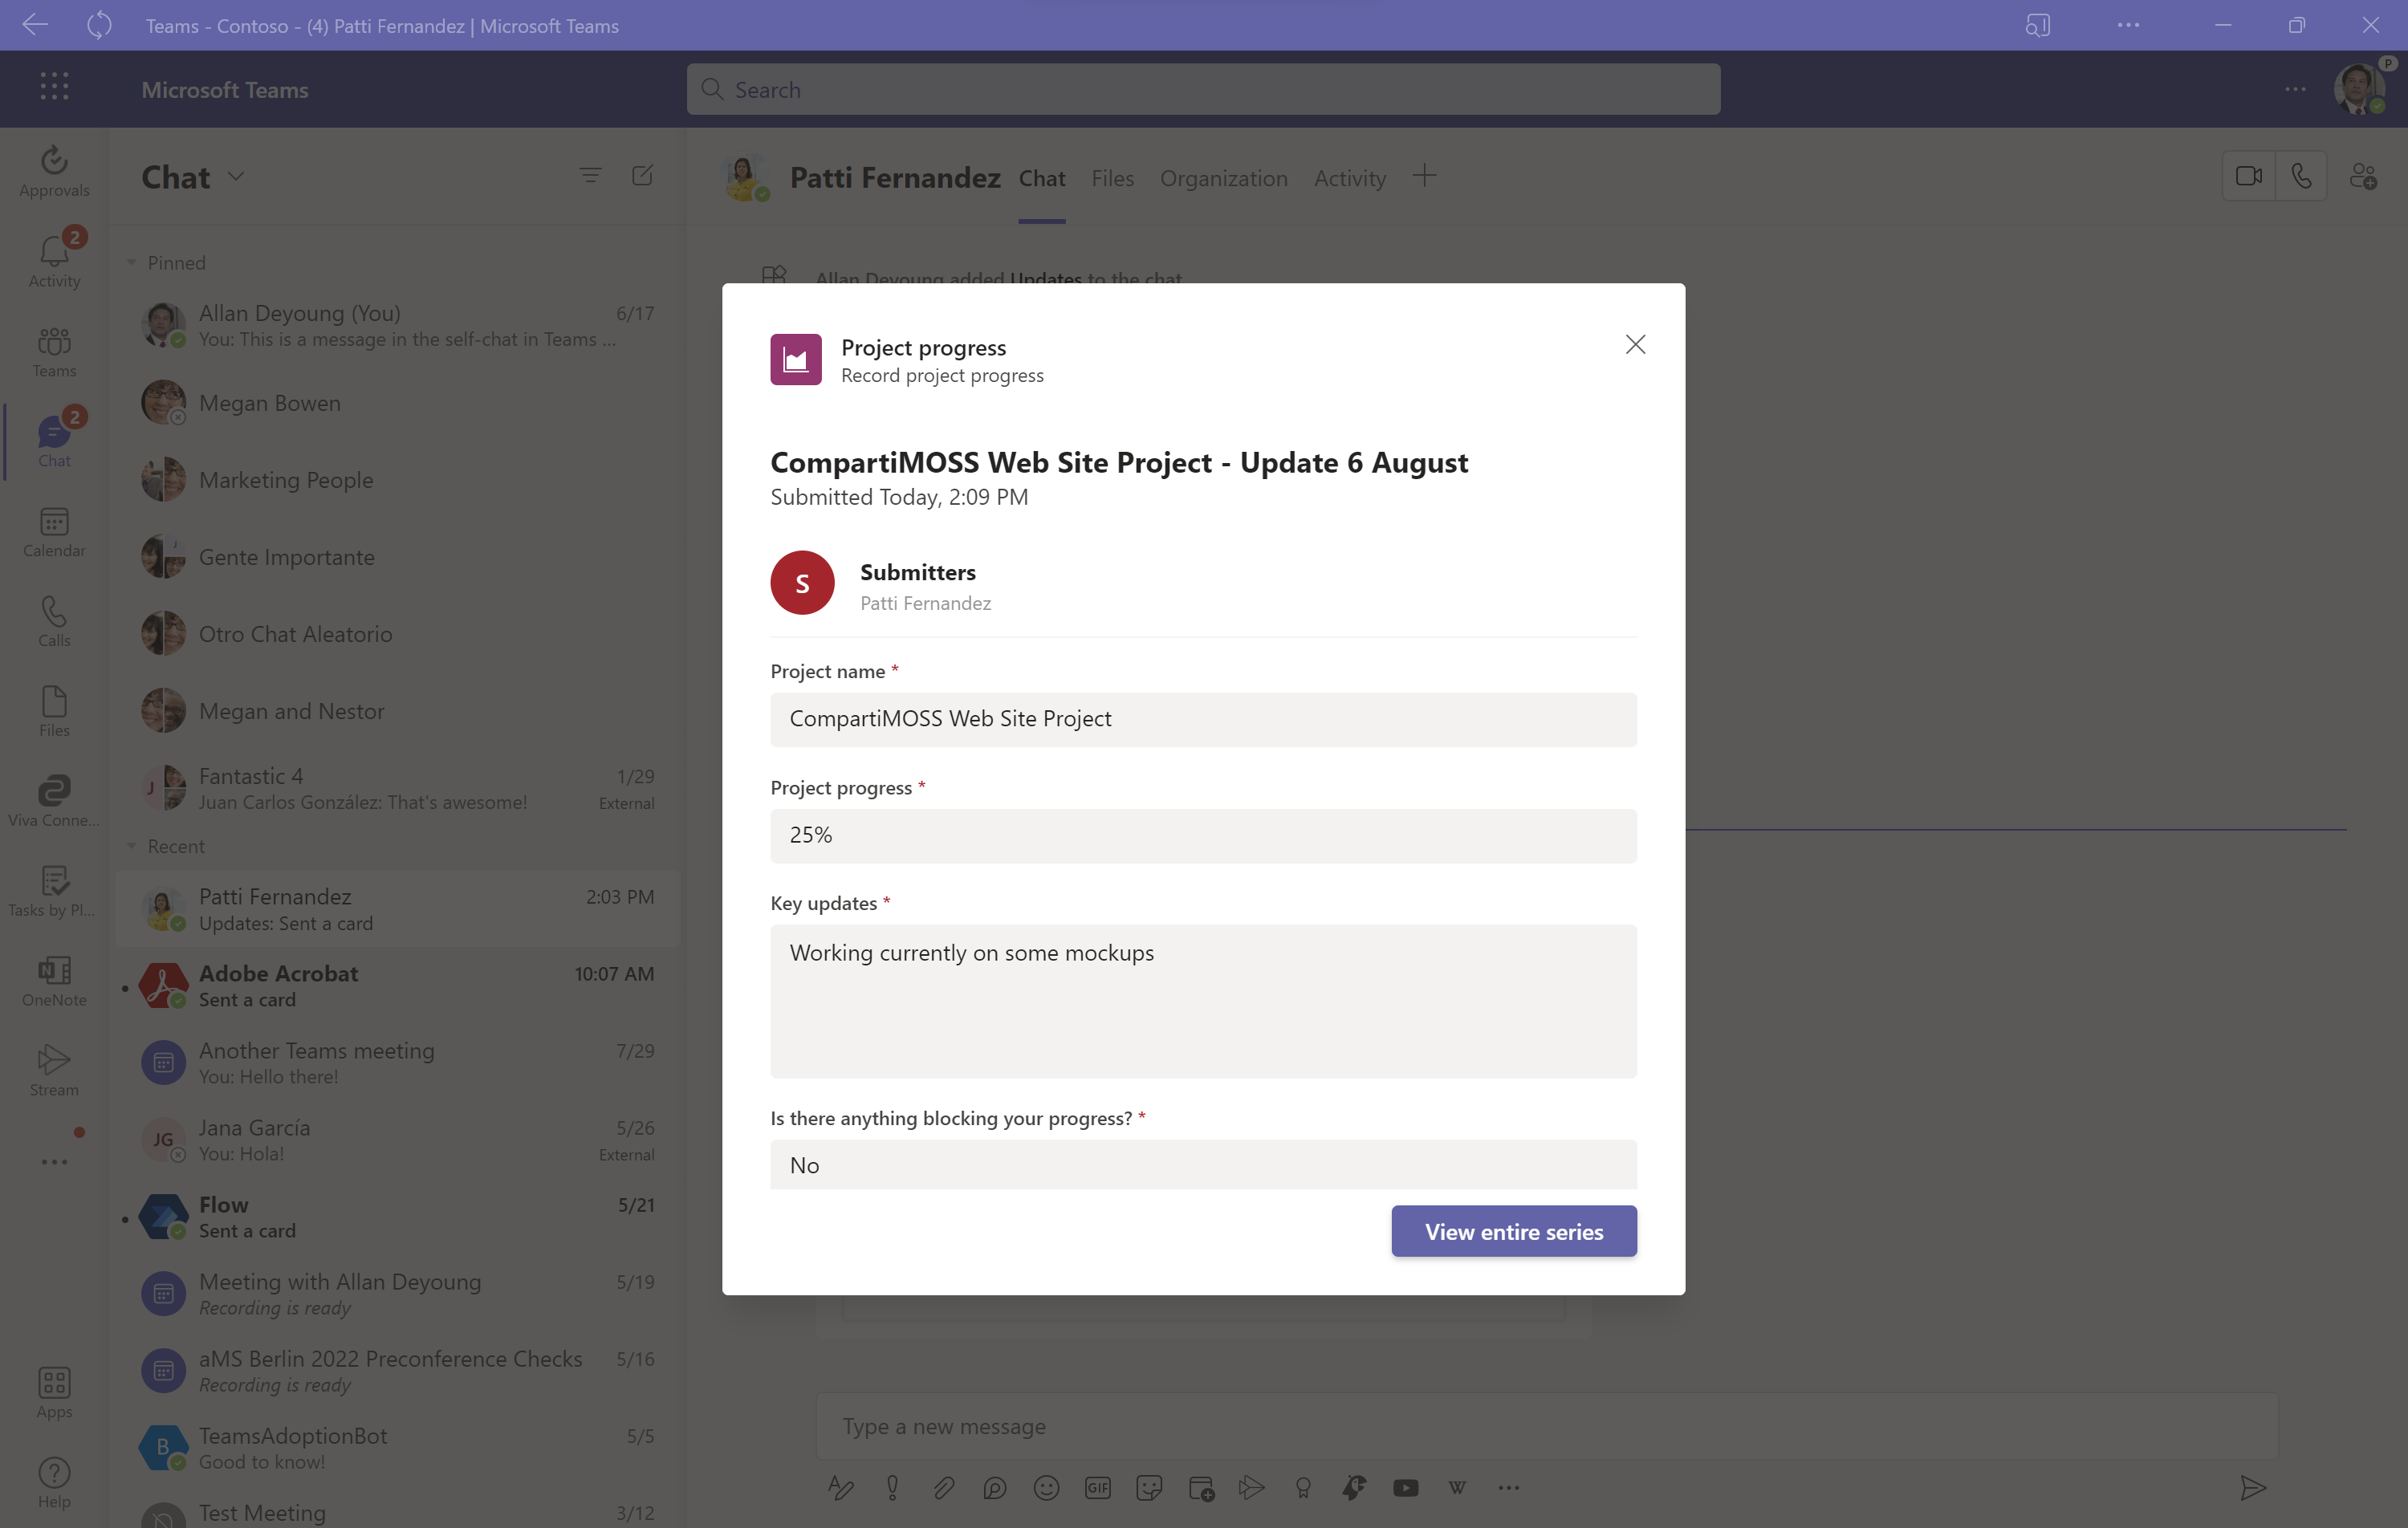 Teams - Contoso - (4) Patti Fernandez | Microsoft Teams
Microsoft Teams
Search
P
Approvals
2
Activity
Teams
2
Chat
Calendar
Calls
Files
Viva Conne...
Tasks by Pl...
OneNote
Stream
Apps
Help
Chat
Pinned
Allan Deyoung (You) 6/17
You: This is a message in the self-chat in Teams ...
Megan Bowen
Marketing People
Gente Importante
Otro Chat Aleatorio
Megan and Nestor
J Fantastic 4 1/29
Juan Carlos González: That's awesome! External
Recent
Patti Fernandez 2:03 PM
Updates: Sent a card
Adobe Acrobat 10:07 AM
Sent a card
Another Teams meeting 7/29
You: Hello there!
JG Jana García 5/26
You: Hola! External
Flow 5/21
Sent a card
Meeting with Allan Deyoung 5/19
Recording is ready
aMS Berlin 2022 Preconference Checks 5/16
Recording is ready
B TeamsAdoptionBot 5/5
Good to know!
Test Meeting 3/12
Patti Fernandez Chat Files Organization Activity
Allan Deyoung added Updates to the chat
Project progress
Record project progress
CompartiMOSS Web Site Project - Update 6 August
Submitted Today, 2:09 PM
S
Submitters
Patti Fernandez
Project name *
CompartiMOSS Web Site Project
Project progress *
25%
Key updates *
Working currently on some mockups
Is there anything blocking your progress? *
No
View entire series
Type a new message
GIF
W